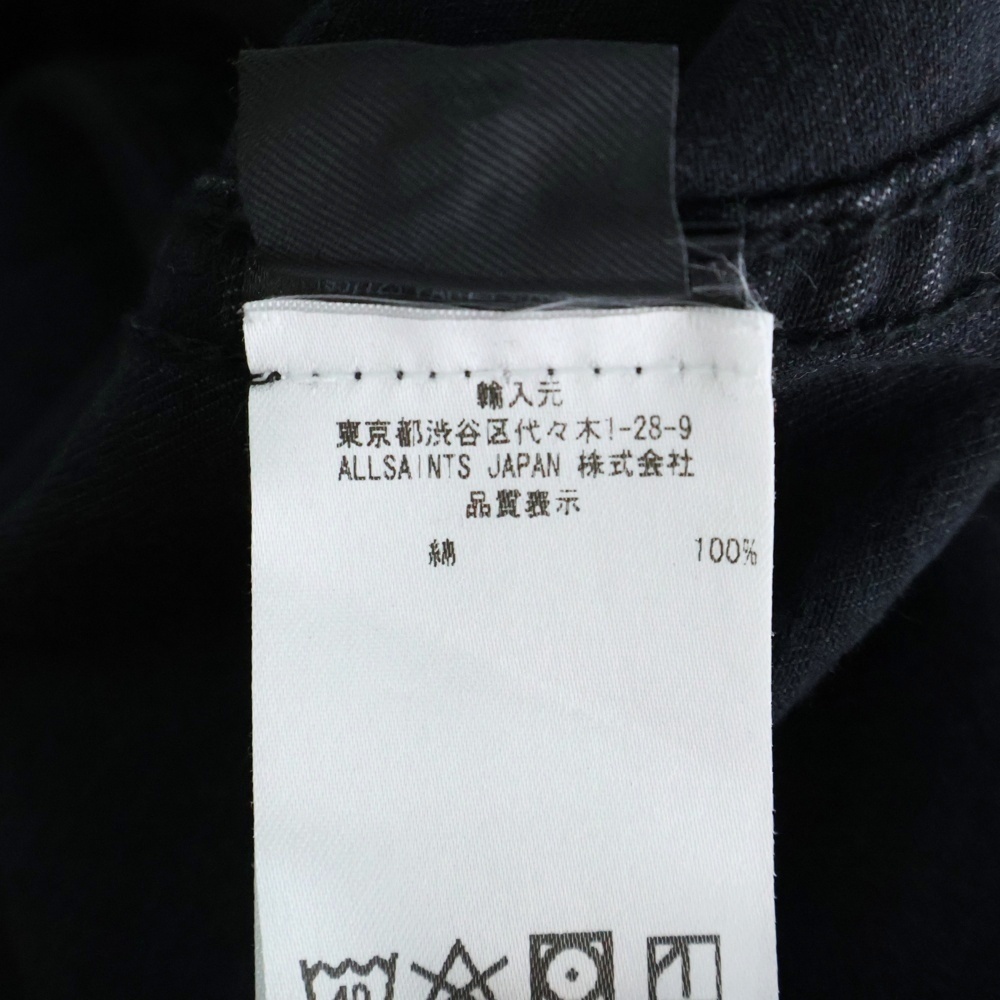 輸入元
東京都渋谷区代々木1-28-9
ALLSAINTS JAPAN 株式会社
品質表示
綿 100%
40